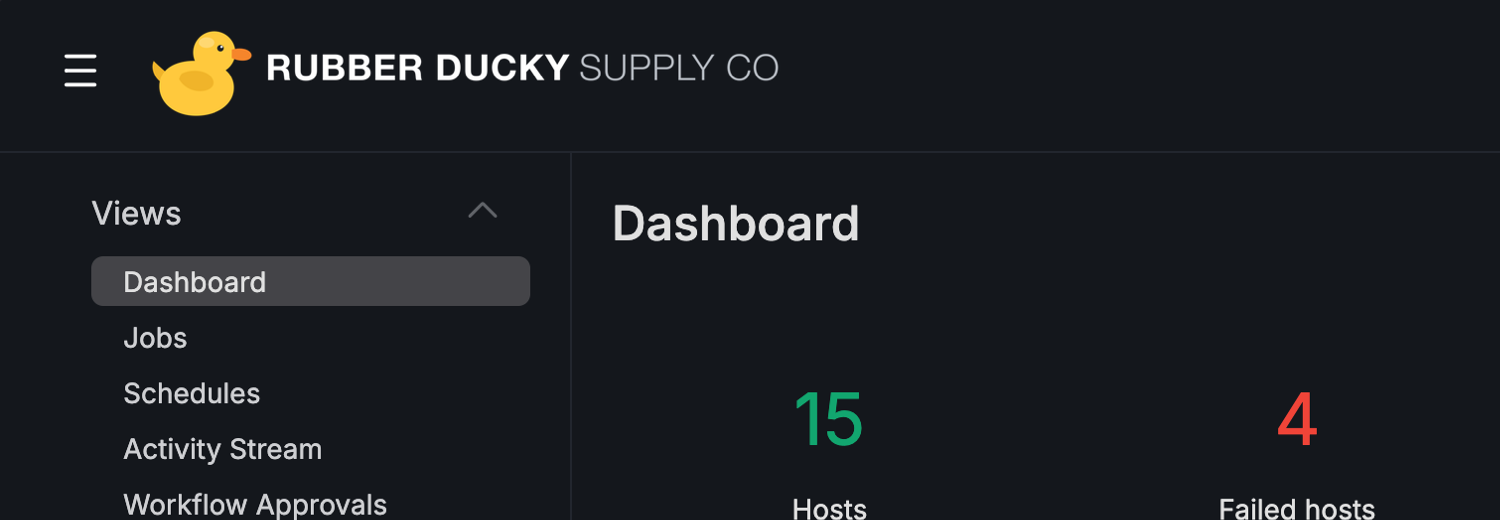 RUBBER DUCKY SUPPLY CO
Views
Dashboard
Jobs
Schedules
Activity Stream
Workflow Approvals
Dashboard
15
Hosts
4
Failed hosts